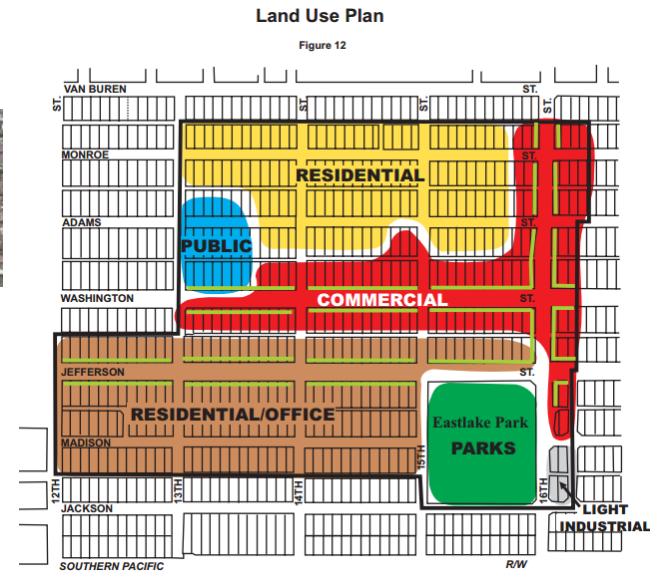 Land Use Plan
Figure 12
VAN BUREN
ST.
ST.
ST.
ST.
ST.
MONROE
ST.
RESIDENTIAL
ADAMS
ST.
PUBLIC
WASHINGTON
COMMERCIAL
ST.
JEFFERSON
ST.
RESIDENTIAL/OFFICE
Eastlake Park
PARKS
MADISON
12TH
13TH
14TH
15TH
16TH
JACKSON
LIGHT
INDUSTRIAL
SOUTHERN PACIFIC
R/W